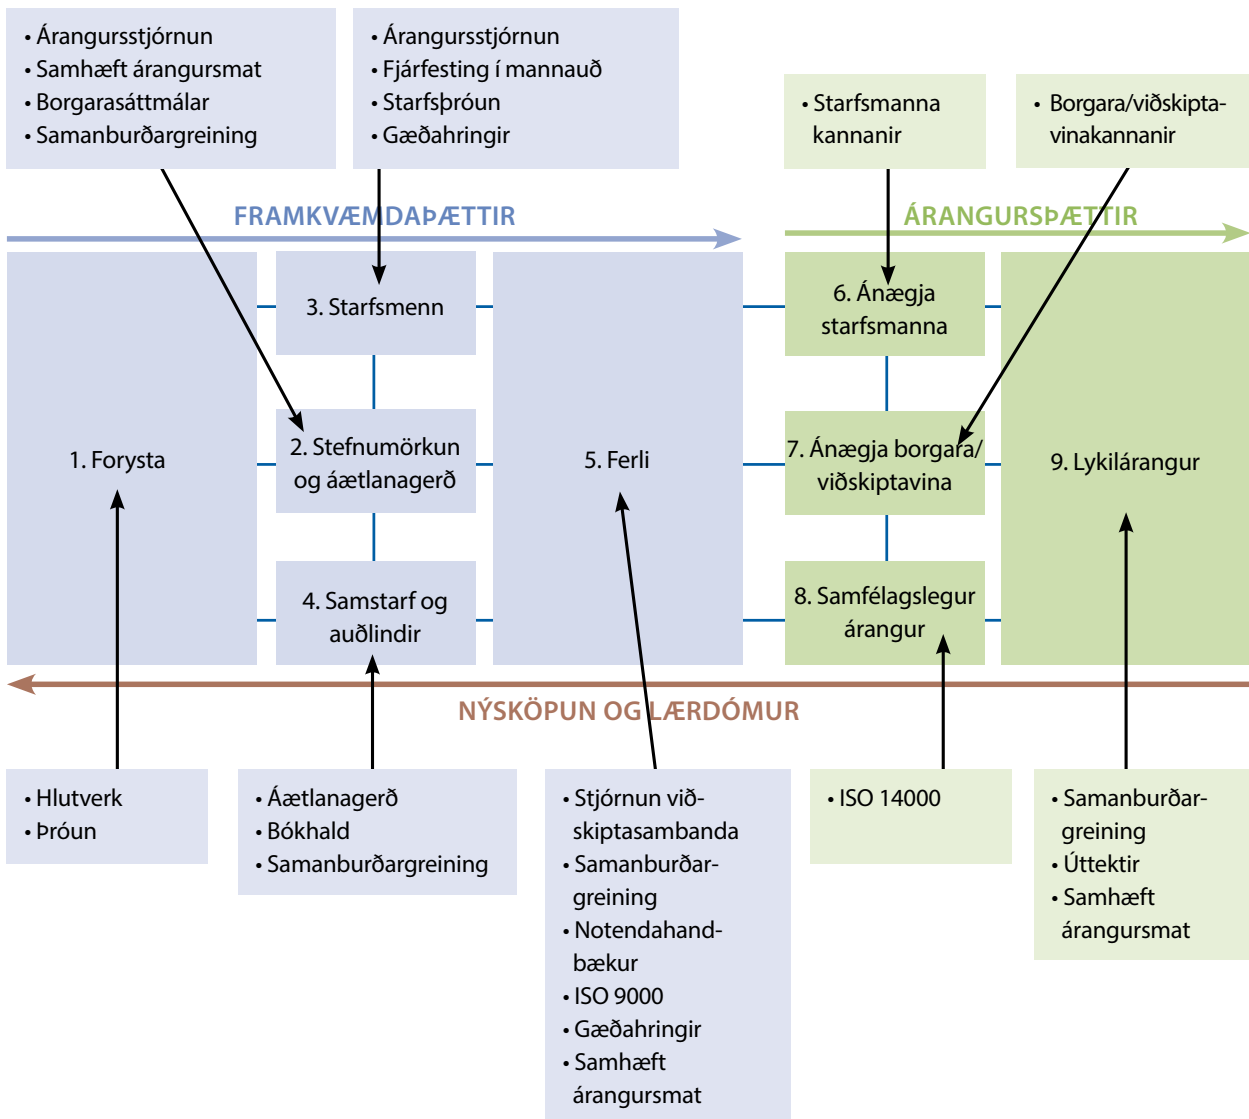 • Árangursstjórnun
• Samhæft árangursmat
• Borgarasáttmálar
• Samanburðargreining
• Árangursstjórnun
• Fjárfesting í mannauð
• Starfsþróun
• Gæðahringir
• Starfsmanna
kannanir
• Borgara/viðskipta-
vinakannanir
FRAMKVÆMDAÞÆTTIR
ÁRANGURSÞÆTTIR
1. Forysta
3. Starfsmenn
2. Stefnumörkun
og áætlanagerð
4. Samstarf og
auðlindir
5. Ferli
6. Ánægja
starfsmanna
7. Ánægja borgara/
viðskiptavina
8. Samfélagslegur
árangur
9. Lykilárangur
NÝSKÖPUN OG LÆRDÓMUR
• Hlutverk
• Þróun
• Áætlanagerð
• Bókhald
• Samanburðargreining
• Stjórnun við-
skiptasambanda
• Samanburðar-
greining
• Notendahand-
bækur
• ISO 9000
• Gæðahringir
• Samhæft
árangursmat
• ISO 14000
• Samanburðar-
greining
• Úttektir
• Samhæft
árangursmat